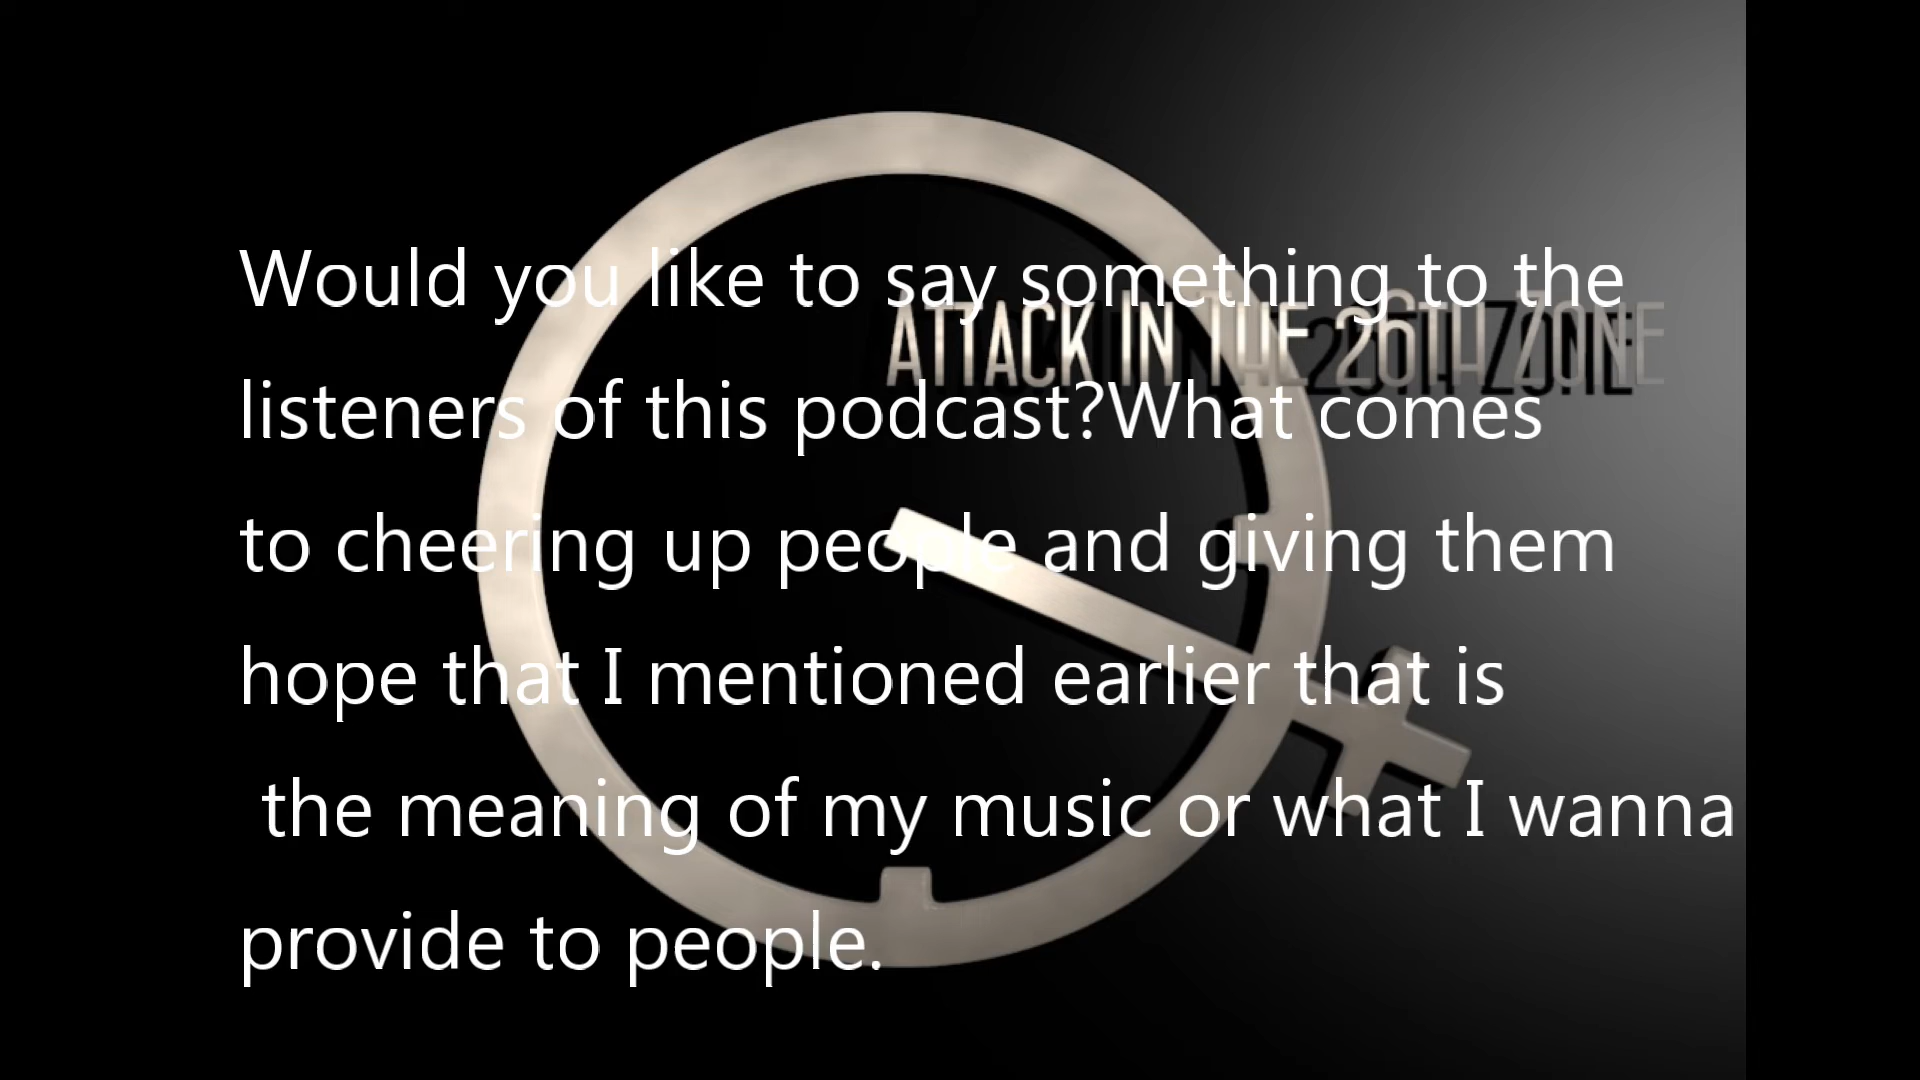 Would you like to say something to the
ATTACK IN THE 26TH ZONE
listeners of this podcast?What comes
to cheering up people and giving them
hope that I mentioned earlier that is
the meaning of my music or what I wanna
provide to people.